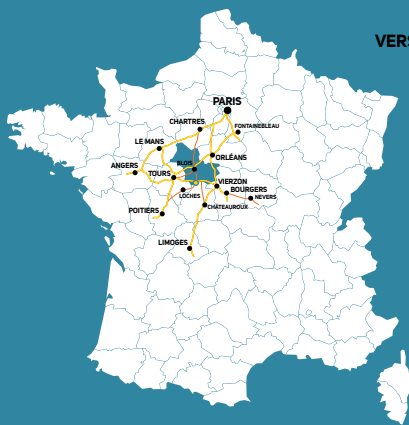 VERS
PARIS
CHARTRES
FONTAINEBLEAU
LE MANS
ORLÉANS
BLOIS
ANGERS
TOURS
VIERZON
LOCHES
BOURGERS
NEVERS
CHÂTEAUROUX
POITIERS
LIMOGES